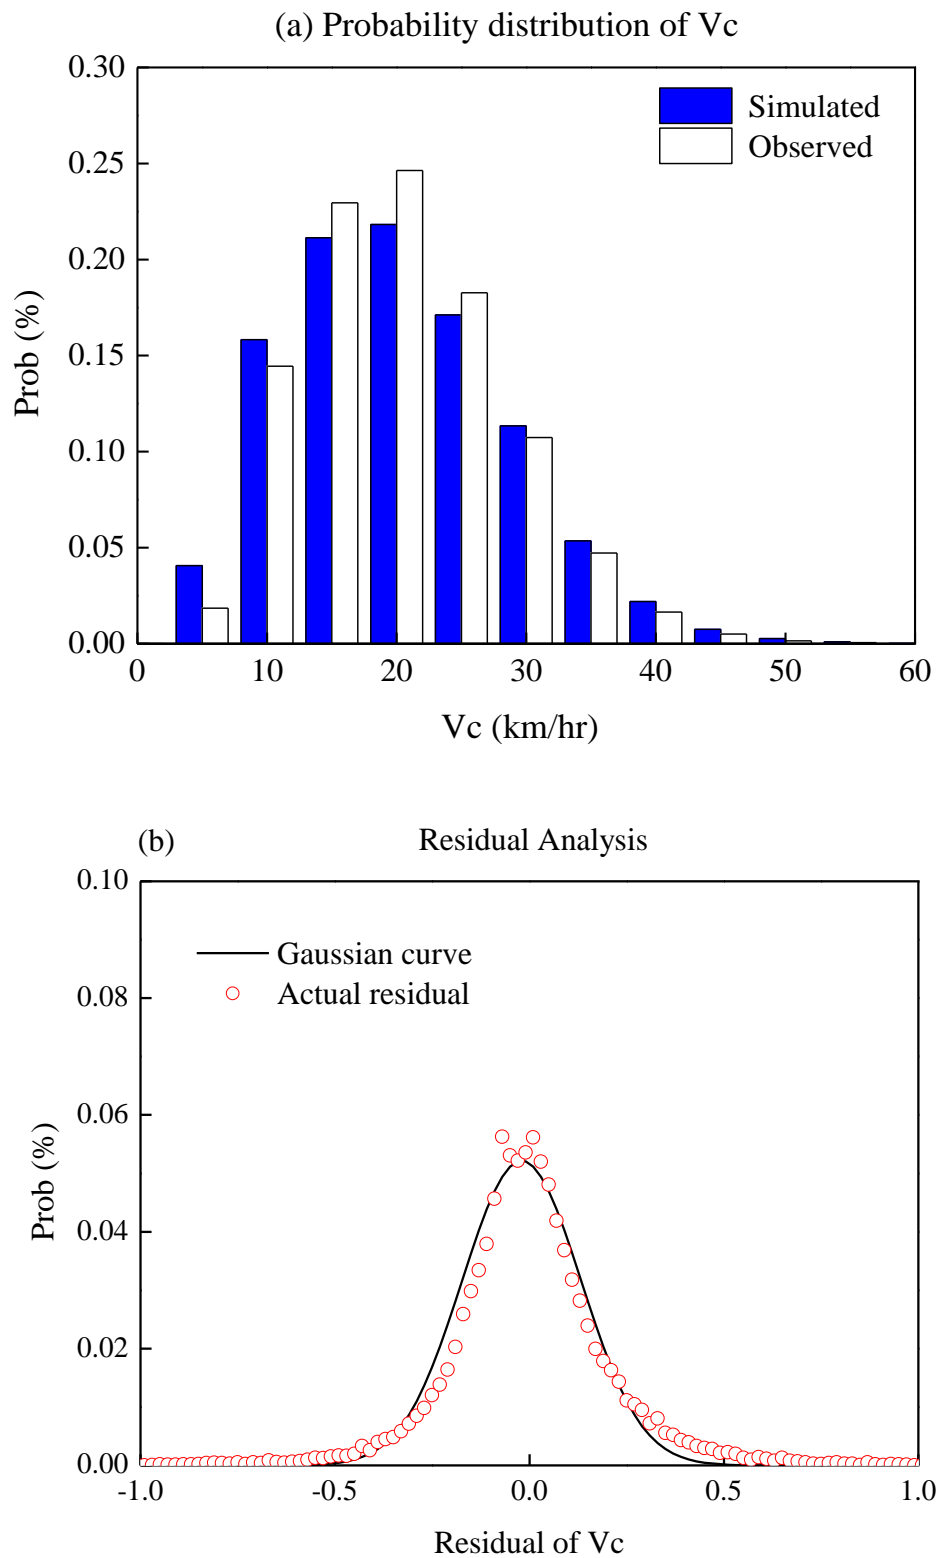 (a) Probability distribution of Vc
0.30
0.25
0.20
0.15
0.10
0.05
0.00
Prob (%)
Simulated
Observed
0 10 20 30 40 50 60
Vc (km/hr)
(b) Residual Analysis
0.10
0.08
0.06
0.04
0.02
0.00
Prob (%)
Gaussian curve
Actual residual
-1.0 -0.5 0.0 0.5 1.0
Residual of Vc